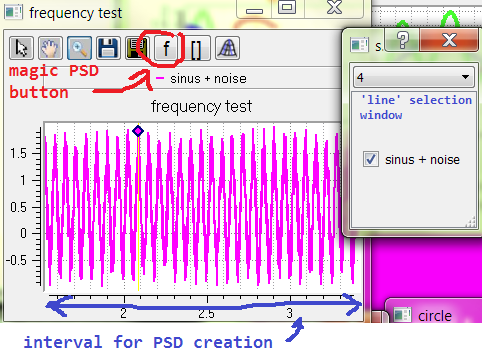 frequency test
f
[]
magic PSD
button
sinus + noise
frequency test
1.5
1
0.5
0
-0.5
2
2.5
3
interval for PSD creation
s...
?
4
'line' selection
window
sinus + noise
circle